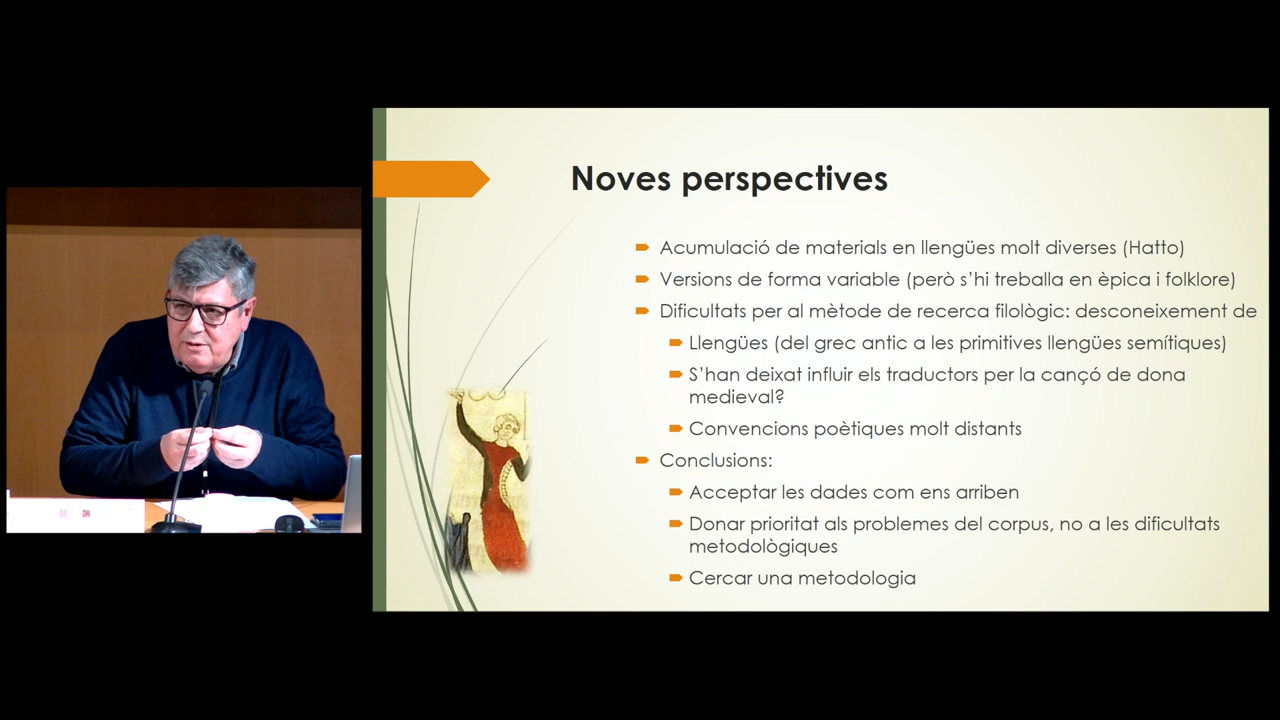 Noves perspectives
Acumulació de materials en llengües molt diverses (Hatto)
Versions de forma variable (però s'hi treballa en èpica i folklore)
Dificultats per al mètode de recerca filològic: desconeixement de
Llengües (del grec antic a les primitives llengües semítiques)
S'han deixat influir els traductors per la cançó de dona
medieval?
Convencions poètiques molt distants
Conclusions:
Acceptar les dades com ens arriben
Donar prioritat als problemes del corpus, no a les dificultats
metodològiques
Cercar una metodologia